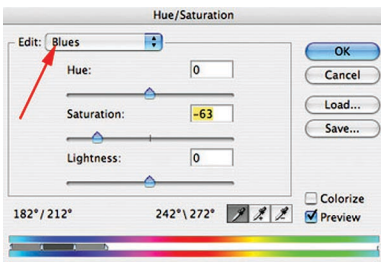 Hue/Saturation
Edit: Blues
OK
Hue: 0
Cancel
Load...
Saturation: -63
Save...
Lightness: 0
Colorize
182°/212° 242°\272° Preview